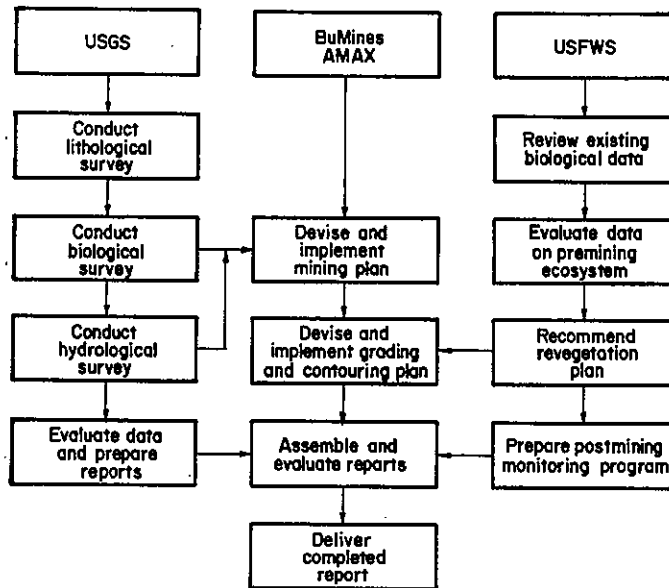 USGS
BuMines
AMAX
USFWS
Conduct
lithological
survey
Review existing
biological data
Conduct
biological
survey
Devise and
implement
mining plan
Evaluate data
on premining
ecosystem
Conduct
hydrological
survey
Devise and
implement grading
and contouring plan
Recommend
revegetation
plan
Evaluate data
and prepare
reports
Assemble and
evaluate reports
Prepare postmining
monitoring program
Deliver
completed
report